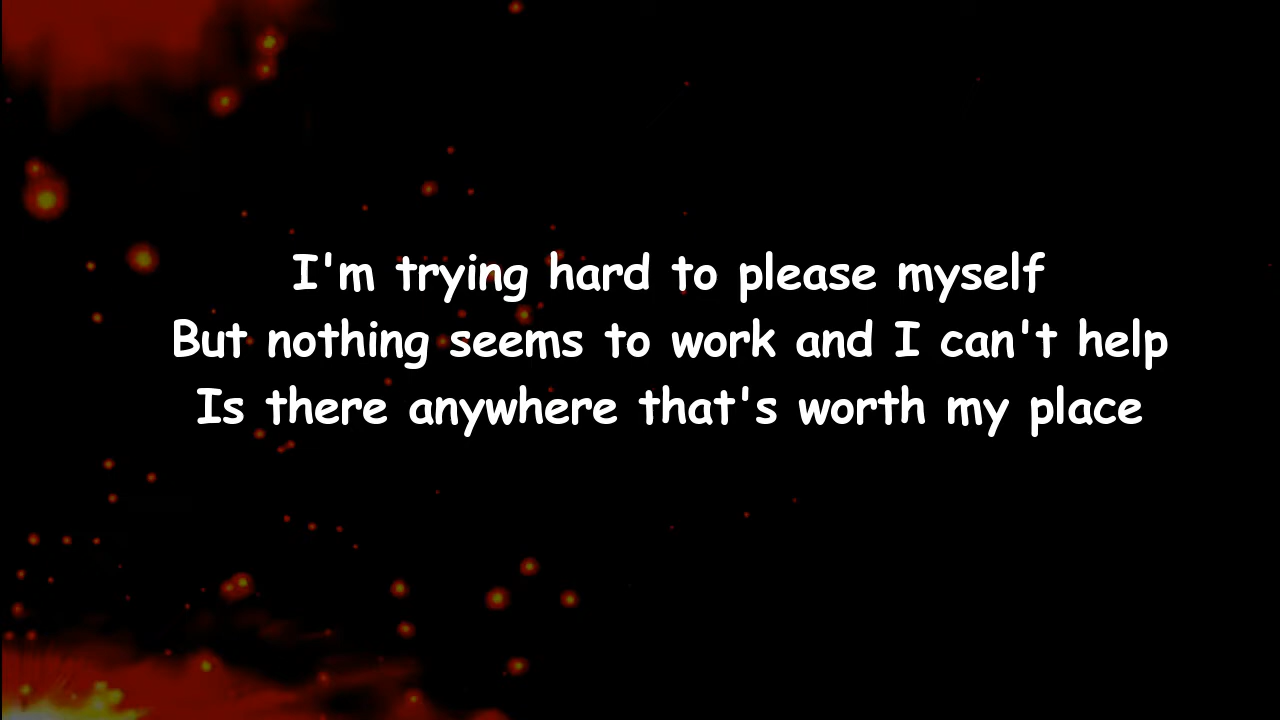 I'm trying hard to please myself
But nothing seems to work and I can't help
Is there anywhere that's worth my place